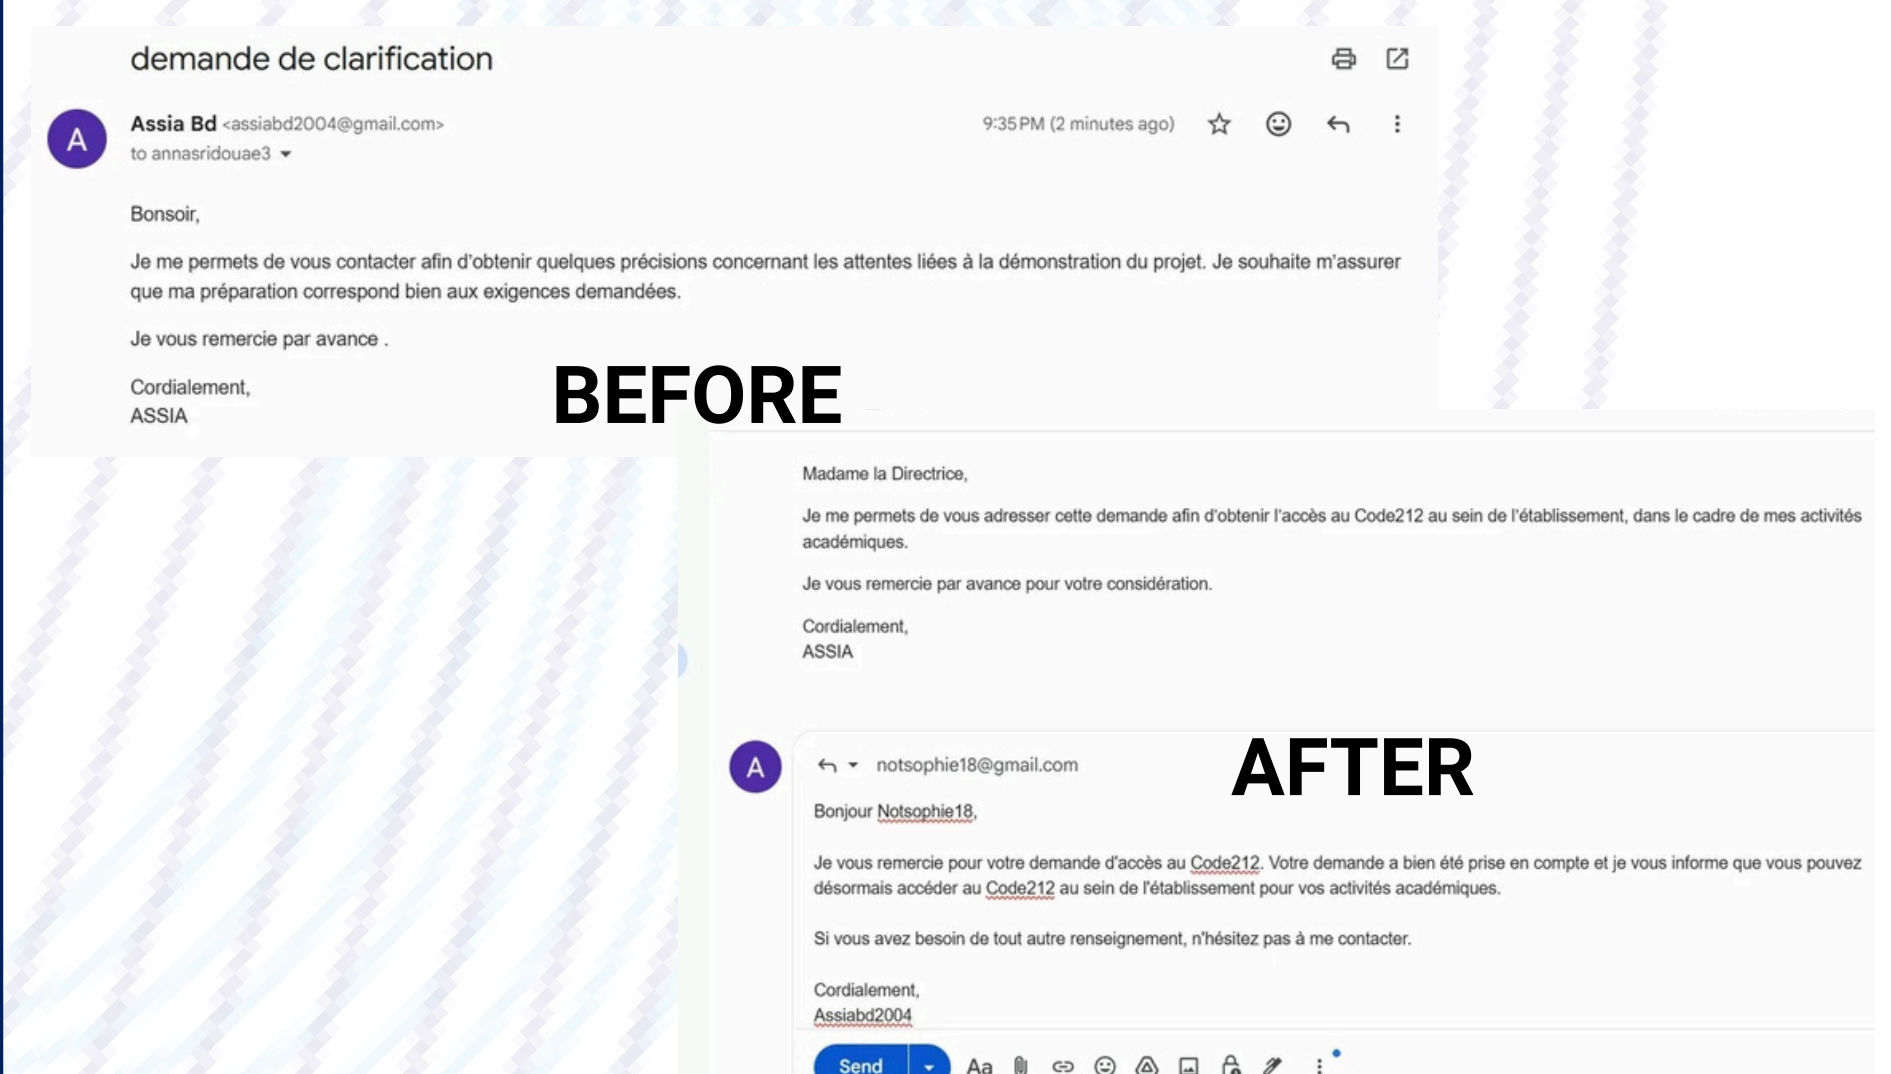 demande de clarification
Assia Bd <assiabd2004@gmail.com>
9:35 PM (2 minutes ago)
to annasridouae3
A
Bonsoir,
Je me permets de vous contacter afin d'obtenir quelques précisions concernant les attentes liées à la démonstration du projet. Je souhaite m'assurer
que ma préparation correspond bien aux exigences demandées.
Je vous remercie par avance .
Cordialement,
ASSIA
BEFORE
Madame la Directrice,
Je me permets de vous adresser cette demande afin d'obtenir l'accès au Code212 au sein de l'établissement, dans le cadre de mes activités
académiques.
Je vous remercie par avance pour votre considération.
Cordialement,
ASSIA
AFTER
A
notsophie18@gmail.com
Bonjour Notsophie18,
Je vous remercie pour votre demande d'accès au Code212. Votre demande a bien été prise en compte et je vous informe que vous pouvez
désormais accéder au Code212 au sein de l'établissement pour vos activités académiques.
Si vous avez besoin de tout autre renseignement, n'hésitez pas à me contacter.
Cordialement,
Assiabd2004
Send
Aa